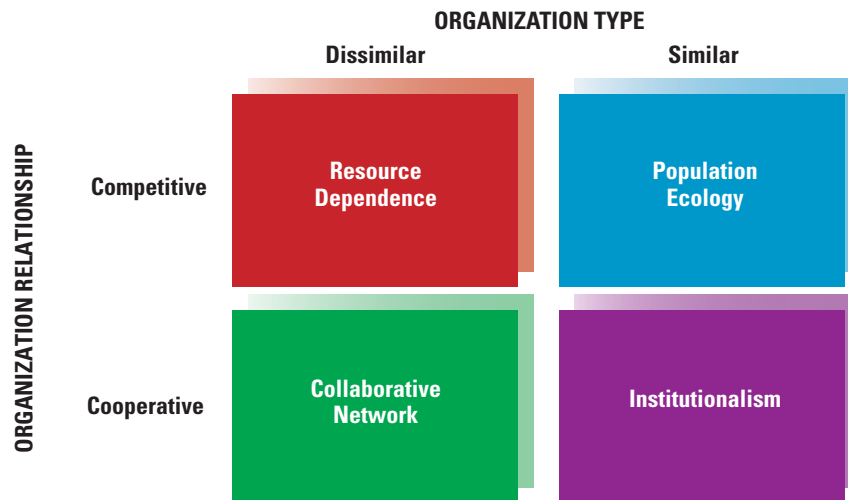 ORGANIZATION TYPE
Dissimilar
Similar
ORGANIZATION RELATIONSHIP
Competitive
Resource
Dependence
Population
Ecology
Cooperative
Collaborative
Network
Institutionalism